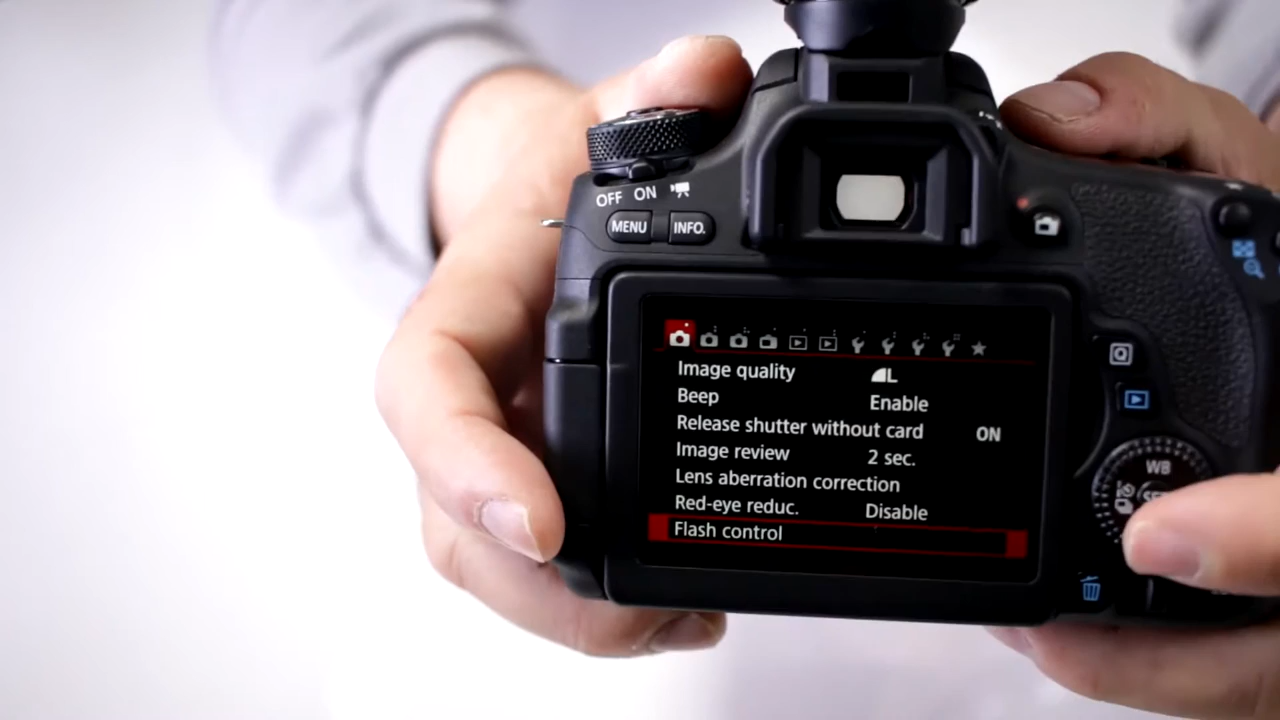 OFF ON
MENU INFO.
Image quality L
Beep Enable
Release shutter without card ON
Image review 2 sec.
Lens aberration correction
Red-eye reduc. Disable
Flash control
Q
WB